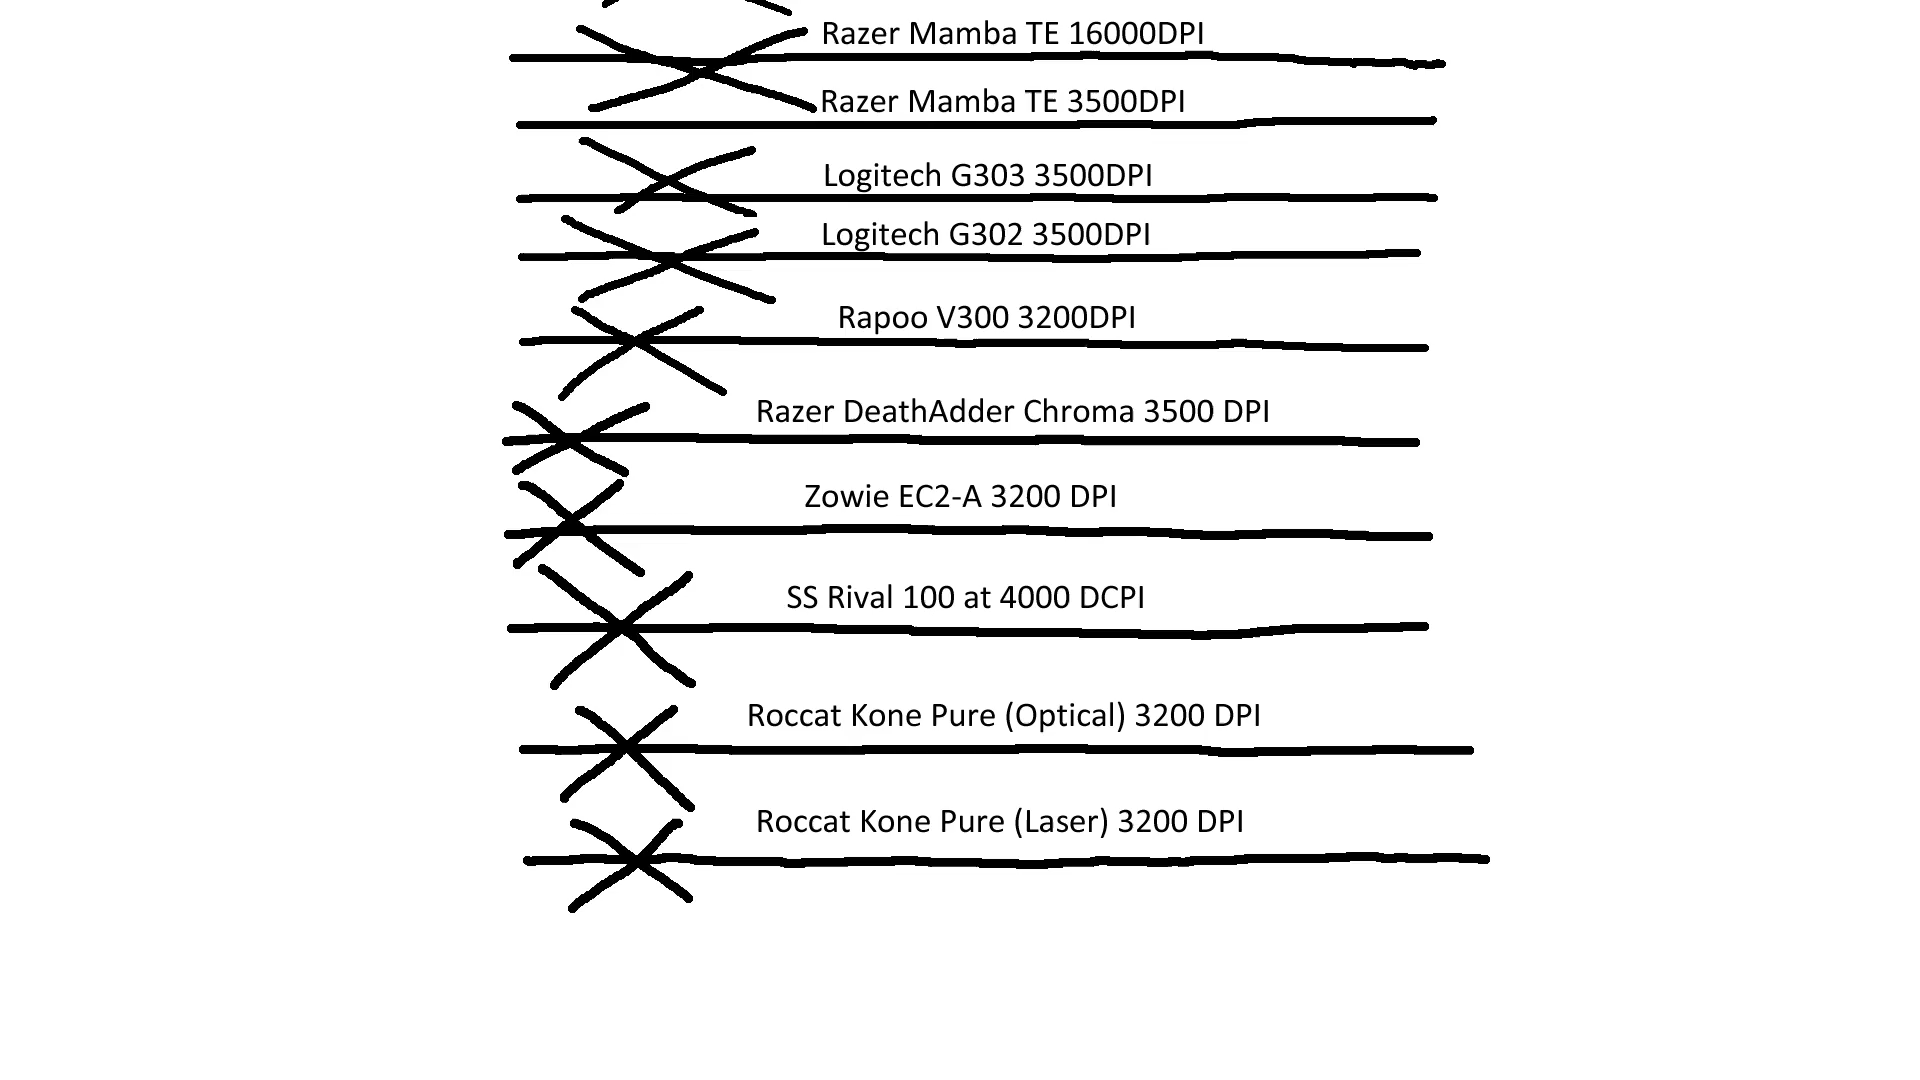 Razer Mamba TE 16000DPI
Razer Mamba TE 3500DPI
Logitech G303 3500DPI
Logitech G302 3500DPI
Rapoo V300 3200DPI
Razer DeathAdder Chroma 3500 DPI
Zowie EC2-A 3200 DPI
SS Rival 100 at 4000 DCPI
Roccat Kone Pure (Optical) 3200 DPI
Roccat Kone Pure (Laser) 3200 DPI